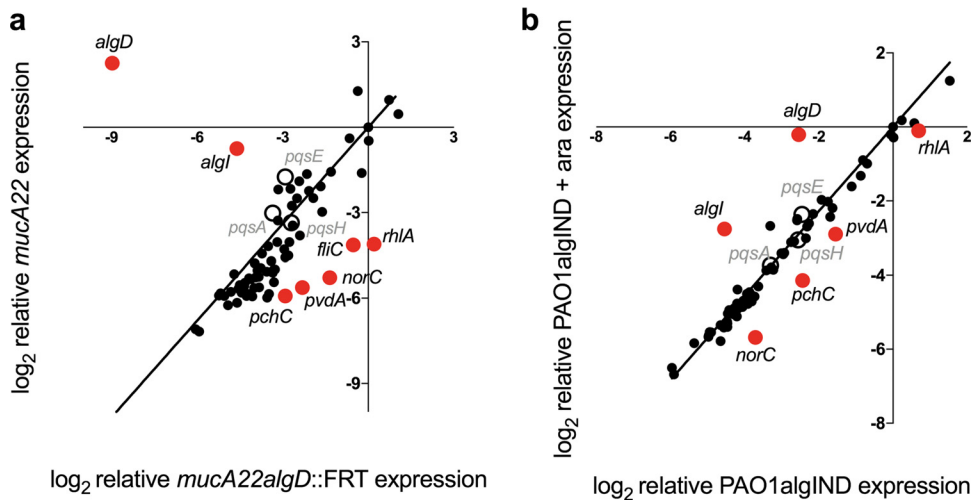 a
log2 relative mucA22 expression
3
-9
-6
-3
3
-3
-6
-9
algD
algI
pqsE
pqsA
pqsH
fliC
rhlA
norC
pvdA
pchC
log2 relative mucA22algD::FRT expression
b
log2 relative PAO1algIND + ara expression
2
-8
-6
-4
-2
2
-2
-4
-6
-8
algD
rhlA
pqsE
algI
pvdA
pqsA
pqsH
pchC
norC
log2 relative PAO1algIND expression